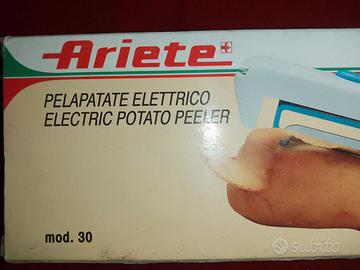 Ariete
PELAPATATE ELETTRICO
ELECTRIC POTATO PEELER
mod. 30
subito